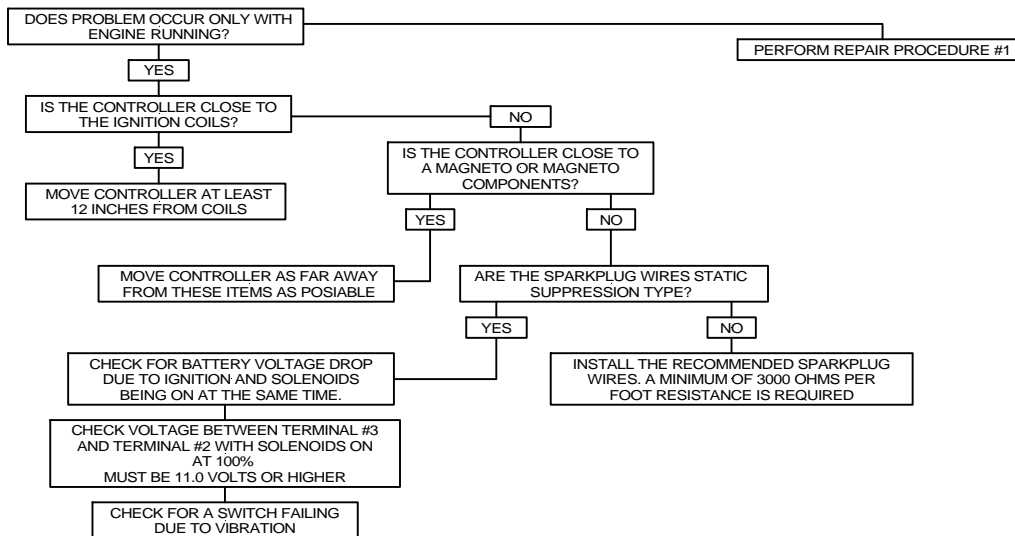 DOES PROBLEM OCCUR ONLY WITH
ENGINE RUNNING?
PERFORM REPAIR PROCEDURE #1
YES
IS THE CONTROLLER CLOSE TO
THE IGNITION COILS?
NO
YES
IS THE CONTROLLER CLOSE TO
A MAGNETO OR MAGNETO
COMPONENTS?
MOVE CONTROLLER AT LEAST
12 INCHES FROM COILS
YES
NO
MOVE CONTROLLER AS FAR AWAY
FROM THESE ITEMS AS POSIABLE
ARE THE SPARKPLUG WIRES STATIC
SUPPRESSION TYPE?
YES
NO
CHECK FOR BATTERY VOLTAGE DROP
DUE TO IGNITION AND SOLENOIDS
BEING ON AT THE SAME TIME.
INSTALL THE RECOMMENDED SPARKPLUG
WIRES. A MINIMUM OF 3000 OHMS PER
FOOT RESISTANCE IS REQUIRED
CHECK VOLTAGE BETWEEN TERMINAL #3
AND TERMINAL #2 WITH SOLENOIDS ON
AT 100%
MUST BE 11.0 VOLTS OR HIGHER
CHECK FOR A SWITCH FAILING
DUE TO VIBRATION